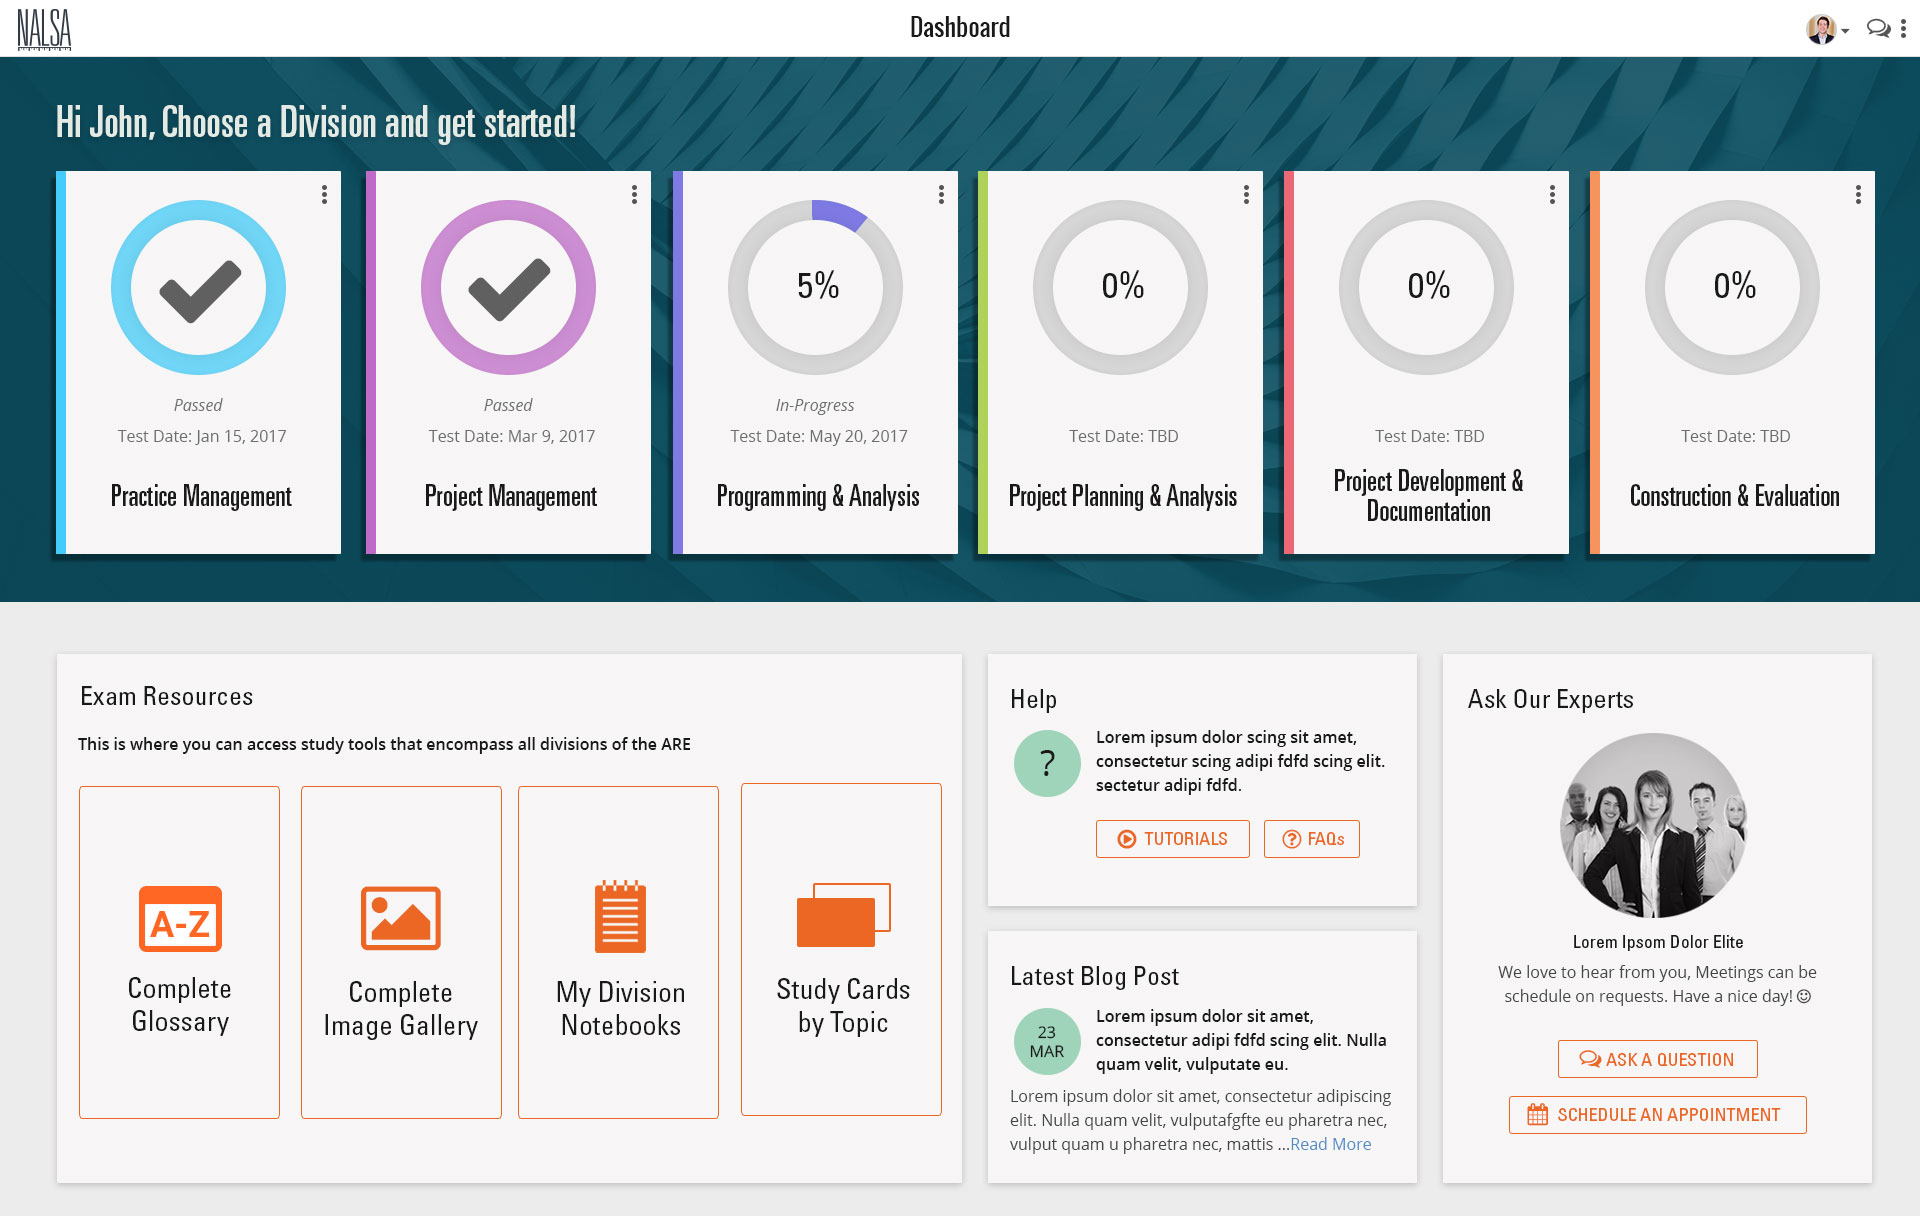 NALSA
Dashboard
Hi John, Choose a Division and get started!
Passed
Test Date: Jan 15, 2017
Practice Management
Passed
Test Date: Mar 9, 2017
Project Management
5%
In-Progress
Test Date: May 20, 2017
Programming & Analysis
0%
Test Date: TBD
Project Planning & Analysis
0%
Test Date: TBD
Project Development &
Documentation
0%
Test Date: TBD
Construction & Evaluation
Exam Resources
This is where you can access study tools that encompass all divisions of the ARE
A-Z
Complete
Glossary
Complete
Image Gallery
My Division
Notebooks
Study Cards
by Topic
Help
?
Lorem ipsum dolor scing sit amet,
consectetur scing adipi fdfd scing elit.
sectetur adipi fdfd.
TUTORIALS
FAQs
Latest Blog Post
23
MAR
Lorem ipsum dolor sit amet,
consectetur adipi fdfd scing elit. Nulla
quam velit, vulputate eu.
Lorem ipsum dolor sit amet, consectetur adipiscing
elit. Nulla quam velit, vulputafgfte eu pharetra nec,
vulput quam u pharetra nec, mattis ...Read More
Ask Our Experts
Lorem Ipsom Dolor Elite
We love to hear from you, Meetings can be
schedule on requests. Have a nice day! ☺
ASK A QUESTION
SCHEDULE AN APPOINTMENT